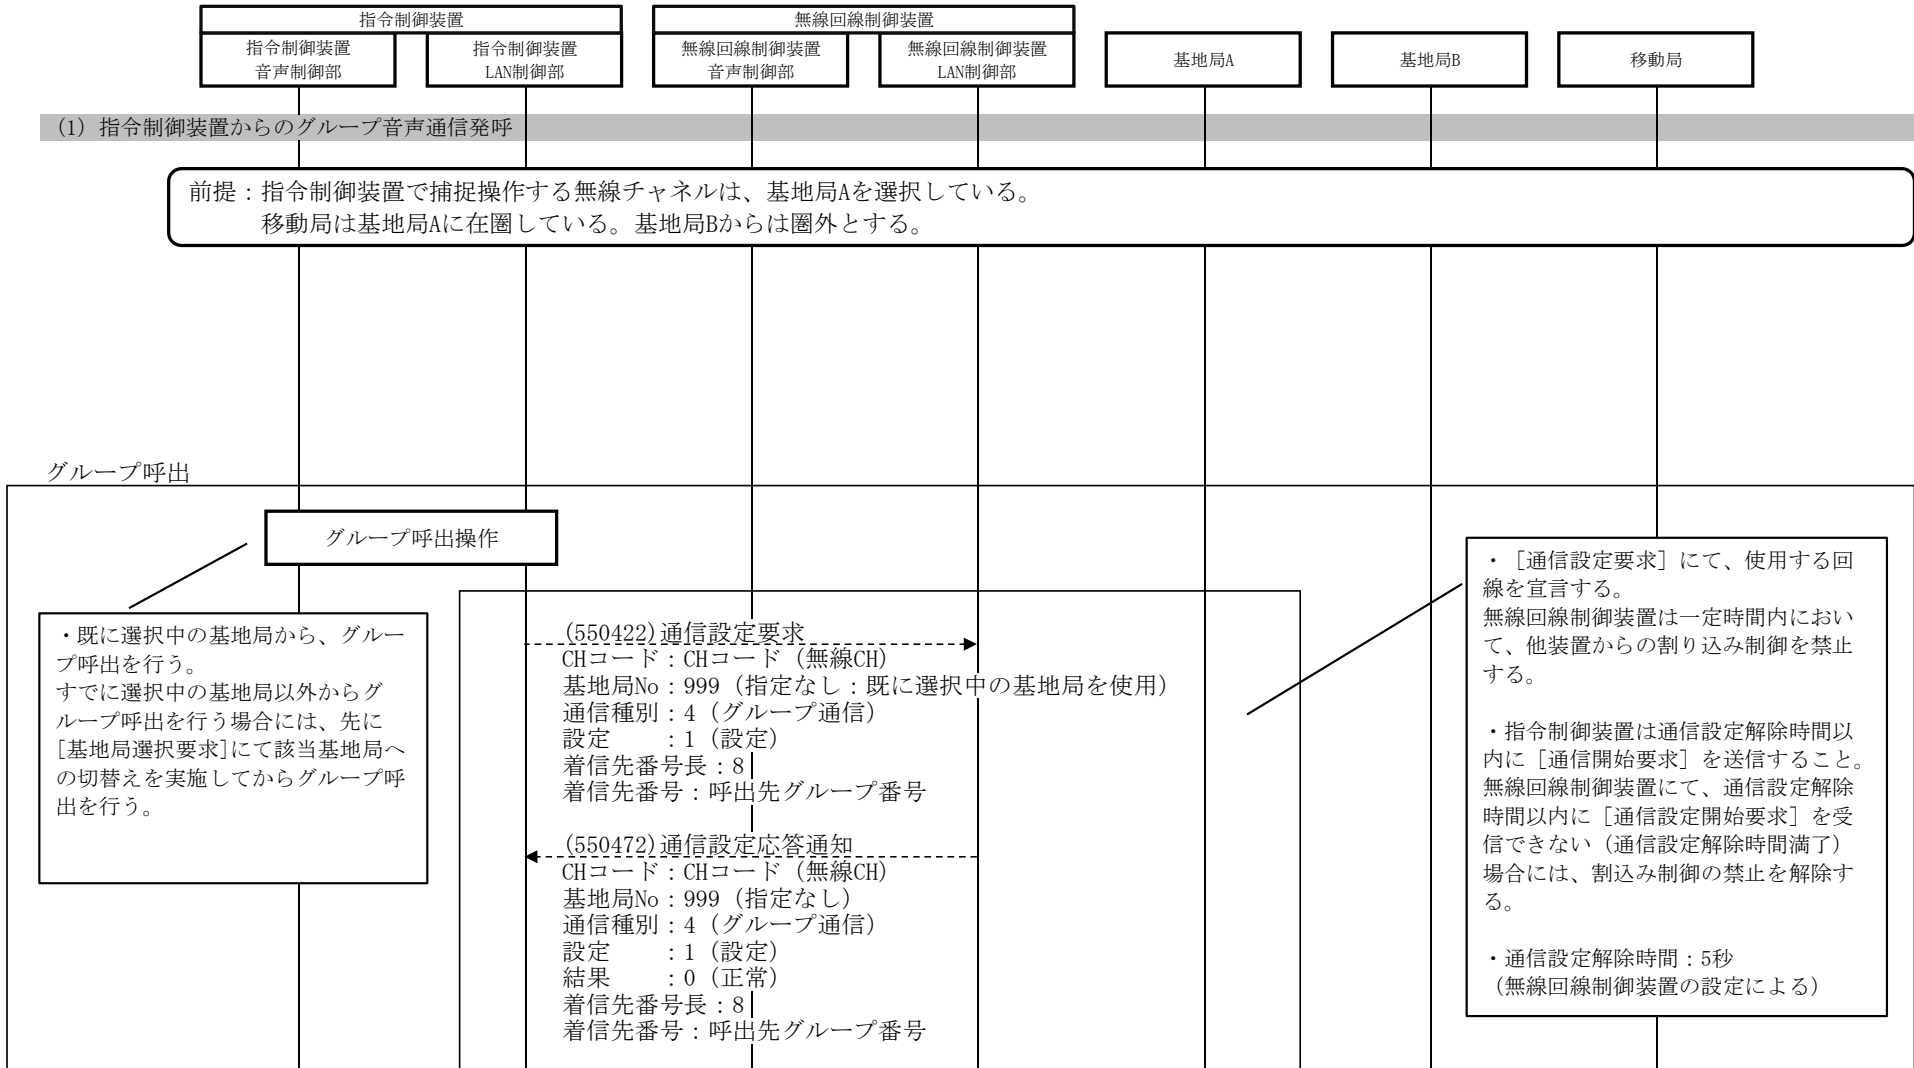 指令制御装置
無線回線制御装置
指令制御装置
音声制御部
指令制御装置
LAN制御部
無線回線制御装置
音声制御部
無線回線制御装置
LAN制御部
基地局A
基地局B
移動局
(1) 指令制御装置からのグループ音声通信発呼
前提：指令制御装置で捕捉操作する無線チャネルは、基地局Aを選択している。
移動局は基地局Aに在圏している。基地局Bからは圏外とする。
グループ呼出
グループ呼出操作
・既に選択中の基地局から、グルー
プ呼出を行う。
すでに選択中の基地局以外からグ
ループ呼出を行う場合には、先に
[基地局選択要求]にて該当基地局へ
の切替えを実施してからグループ呼
出を行う。
(550422)通信設定要求
CHコード：CHコード（無線CH）
基地局No：999（指定なし：既に選択中の基地局を使用）
通信種別：4（グループ通信）
設定　　：1（設定）
着信先番号長：8
着信先番号：呼出先グループ番号
(550472)通信設定応答通知
CHコード：CHコード（無線CH）
基地局No：999（指定なし）
通信種別：4（グループ通信）
設定　　：1（設定）
結果　　：0（正常）
着信先番号長：8
着信先番号：呼出先グループ番号
・［通信設定要求］にて、使用する回
線を宣言する。
無線回線制御装置は一定時間内におい
て、他装置からの割り込み制御を禁止
する。
・指令制御装置は通信設定解除時間以
内に［通信開始要求］を送信すること。
無線回線制御装置にて、通信設定解除
時間以内に［通信設定開始要求］を受
信できない（通信設定解除時間満了）
場合には、割込み制御の禁止を解除す
る。
・通信設定解除時間：5秒
（無線回線制御装置の設定による）